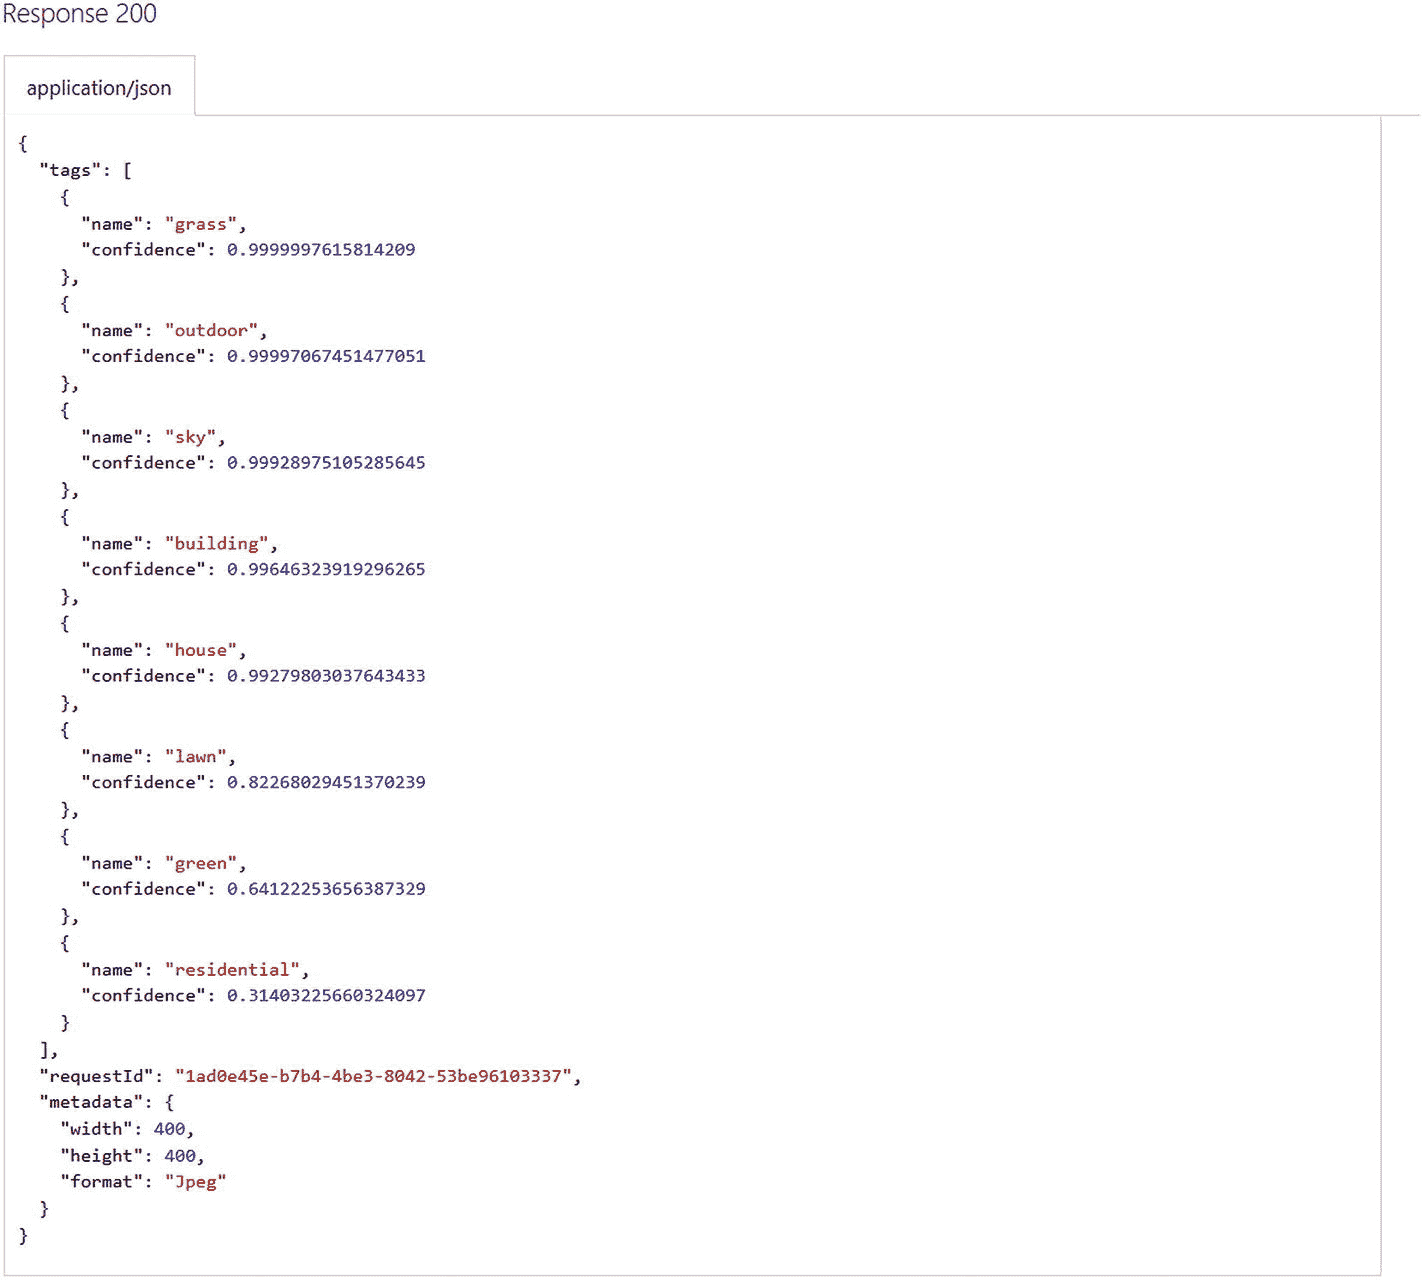 Response 200
application/json
{
"tags": [
{
"name": "grass",
"confidence": 0.9999997615814209
},
{
"name": "outdoor",
"confidence": 0.99997067451477051
},
{
"name": "sky",
"confidence": 0.99928975105285645
},
{
"name": "building",
"confidence": 0.99646323919296265
},
{
"name": "house",
"confidence": 0.99279803037643433
},
{
"name": "lawn",
"confidence": 0.82268029451370239
},
{
"name": "green",
"confidence": 0.64122253656387329
},
{
"name": "residential",
"confidence": 0.31403225660324097
}
],
"requestId": "1ad0e45e-b7b4-4be3-8042-53be96103337",
"metadata": {
"width": 400,
"height": 400,
"format": "Jpeg"
}
}